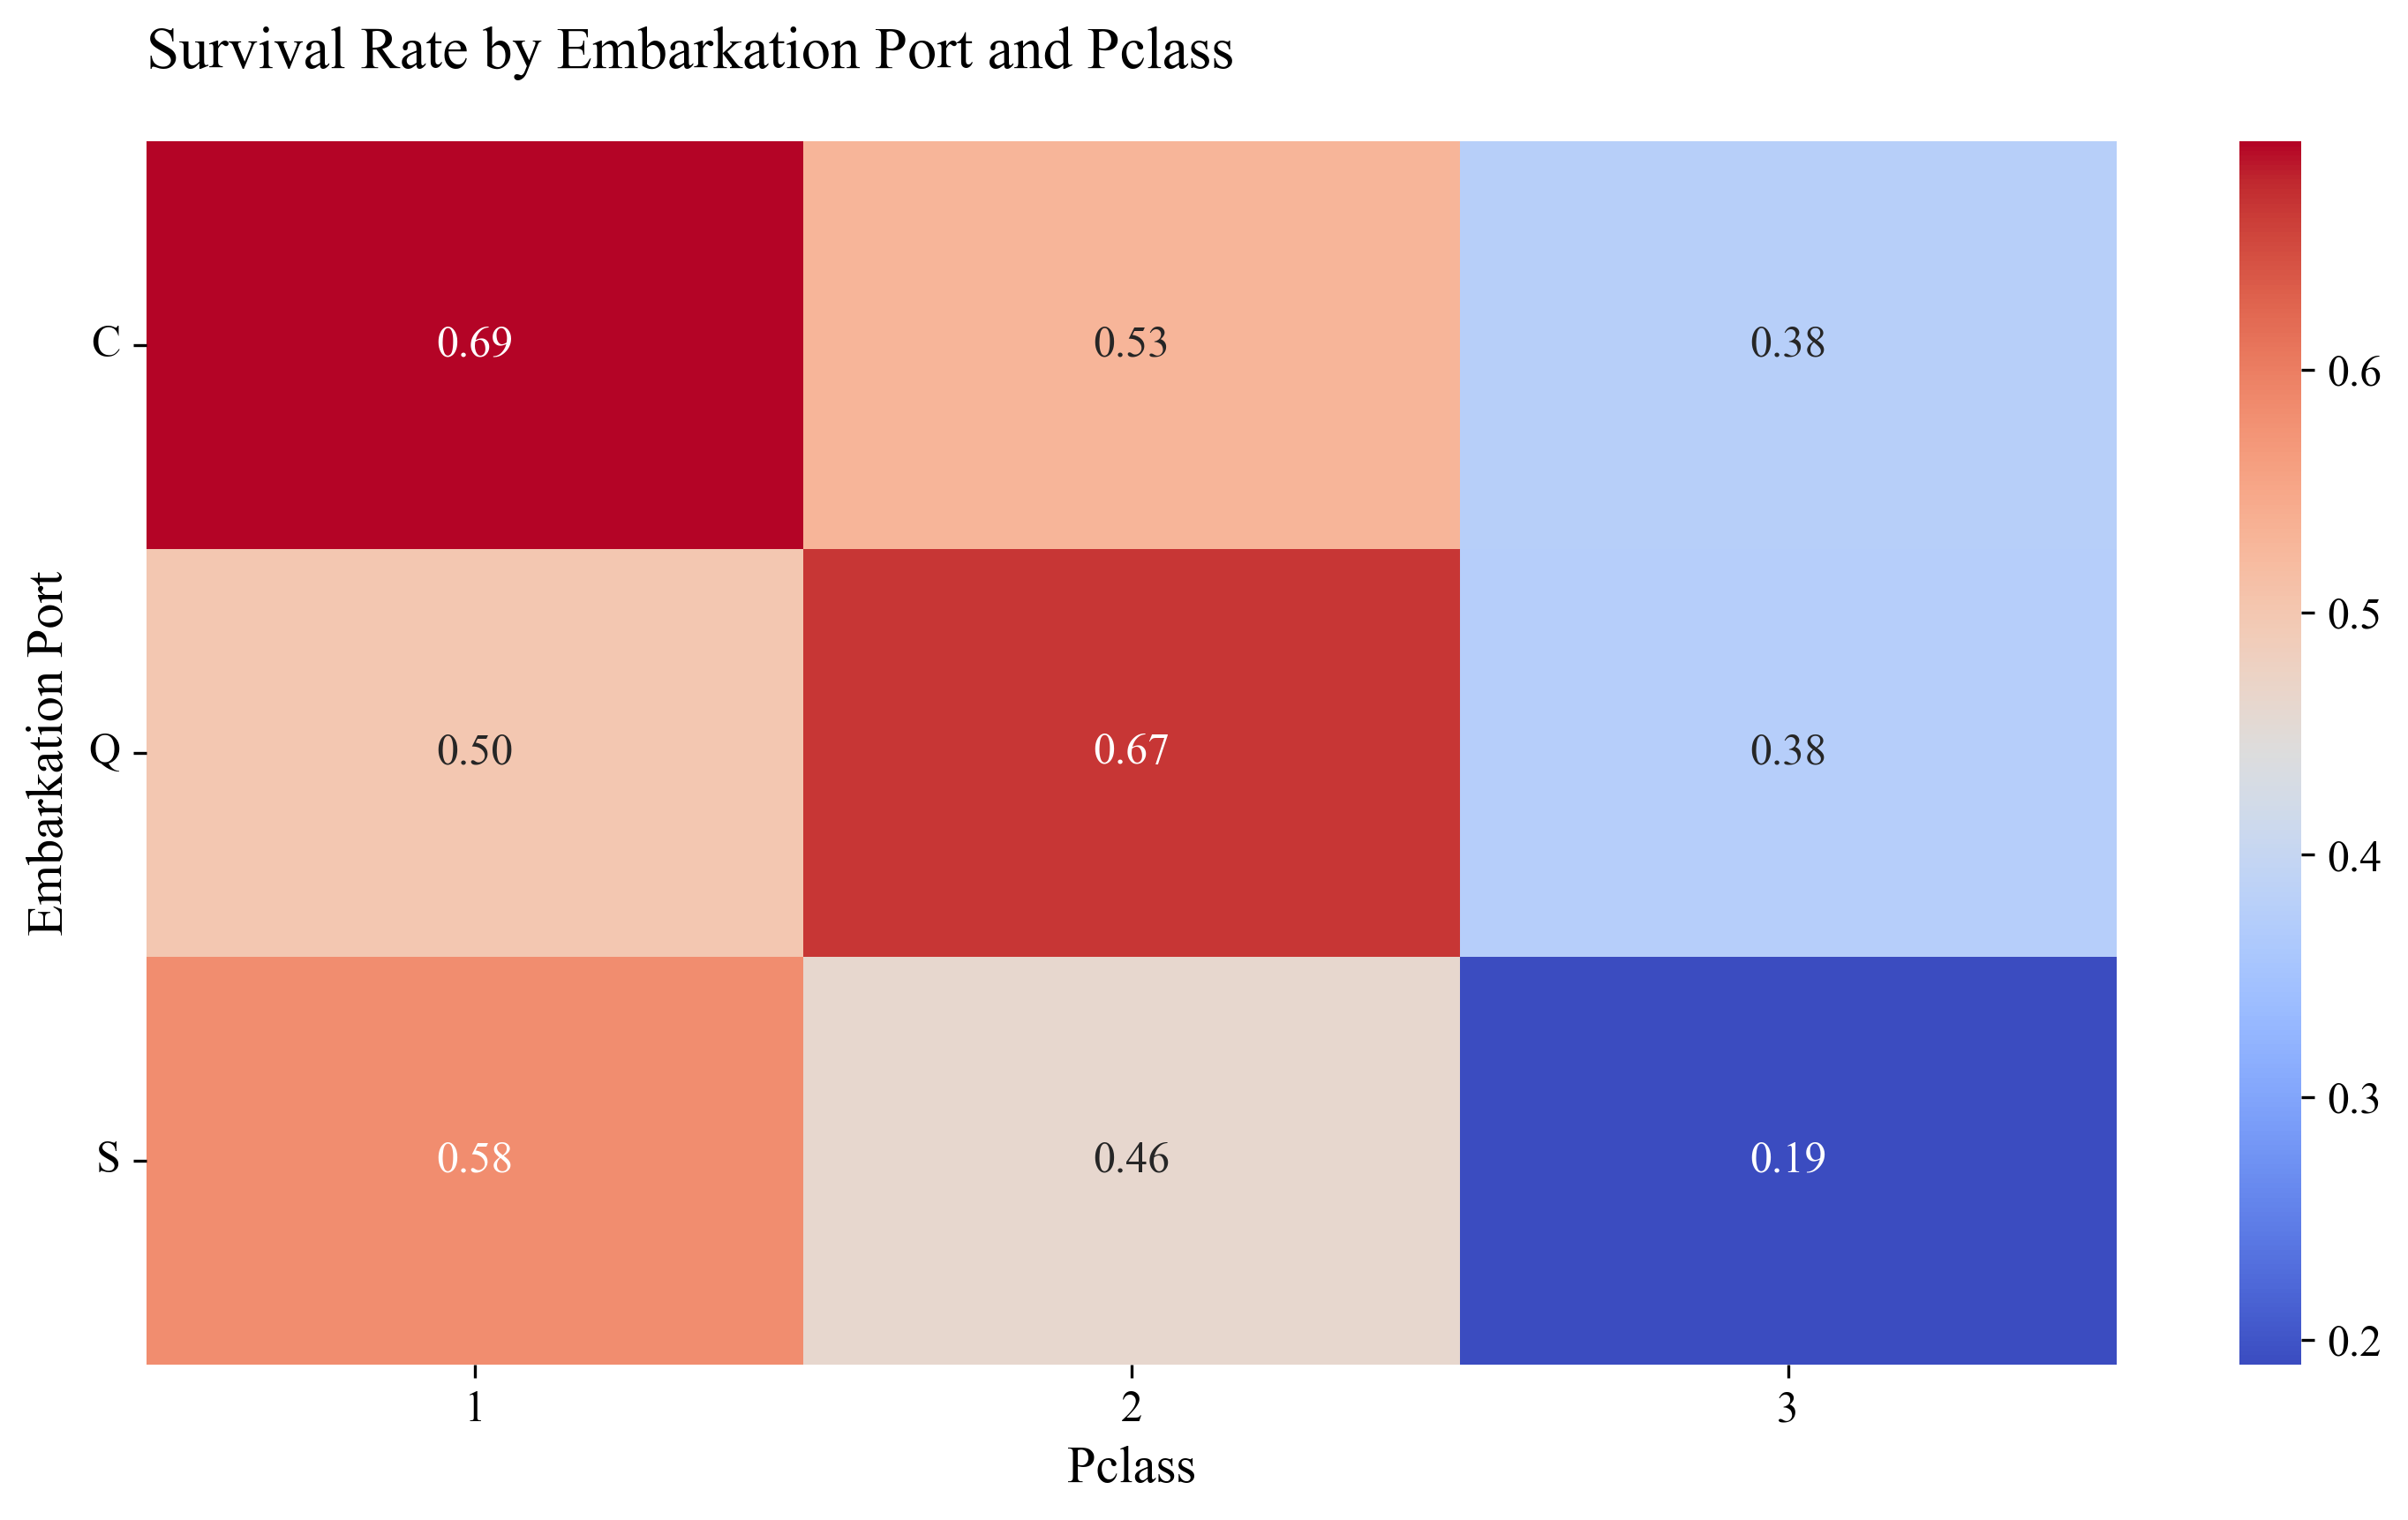 Survival Rate by Embarkation Port and Pclass
Embarkation Port
C
0.69
0.53
0.38
Q
0.50
0.67
0.38
S
0.58
0.46
0.19
1
2
3
Pclass
0.6
0.5
0.4
0.3
0.2